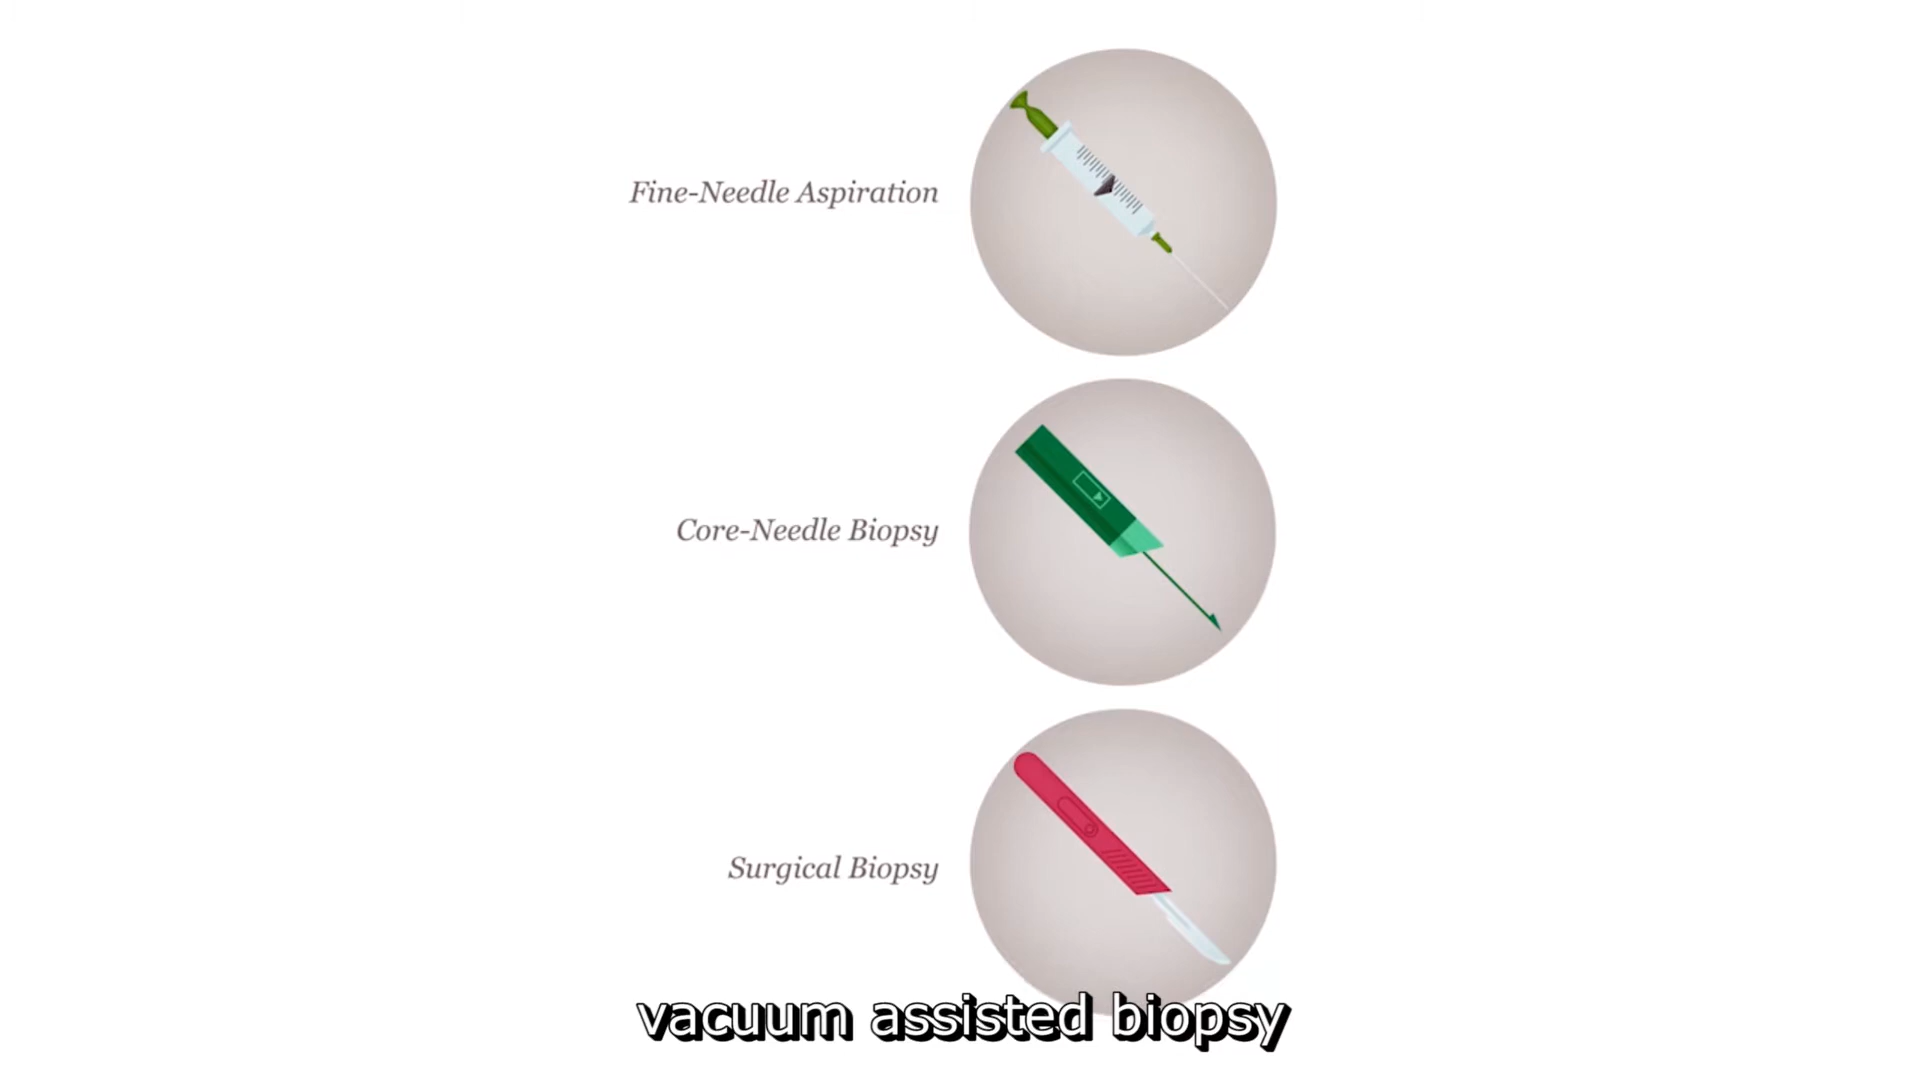 Fine-Needle Aspiration
Core-Needle Biopsy
Surgical Biopsy
vacuum assisted biopsy